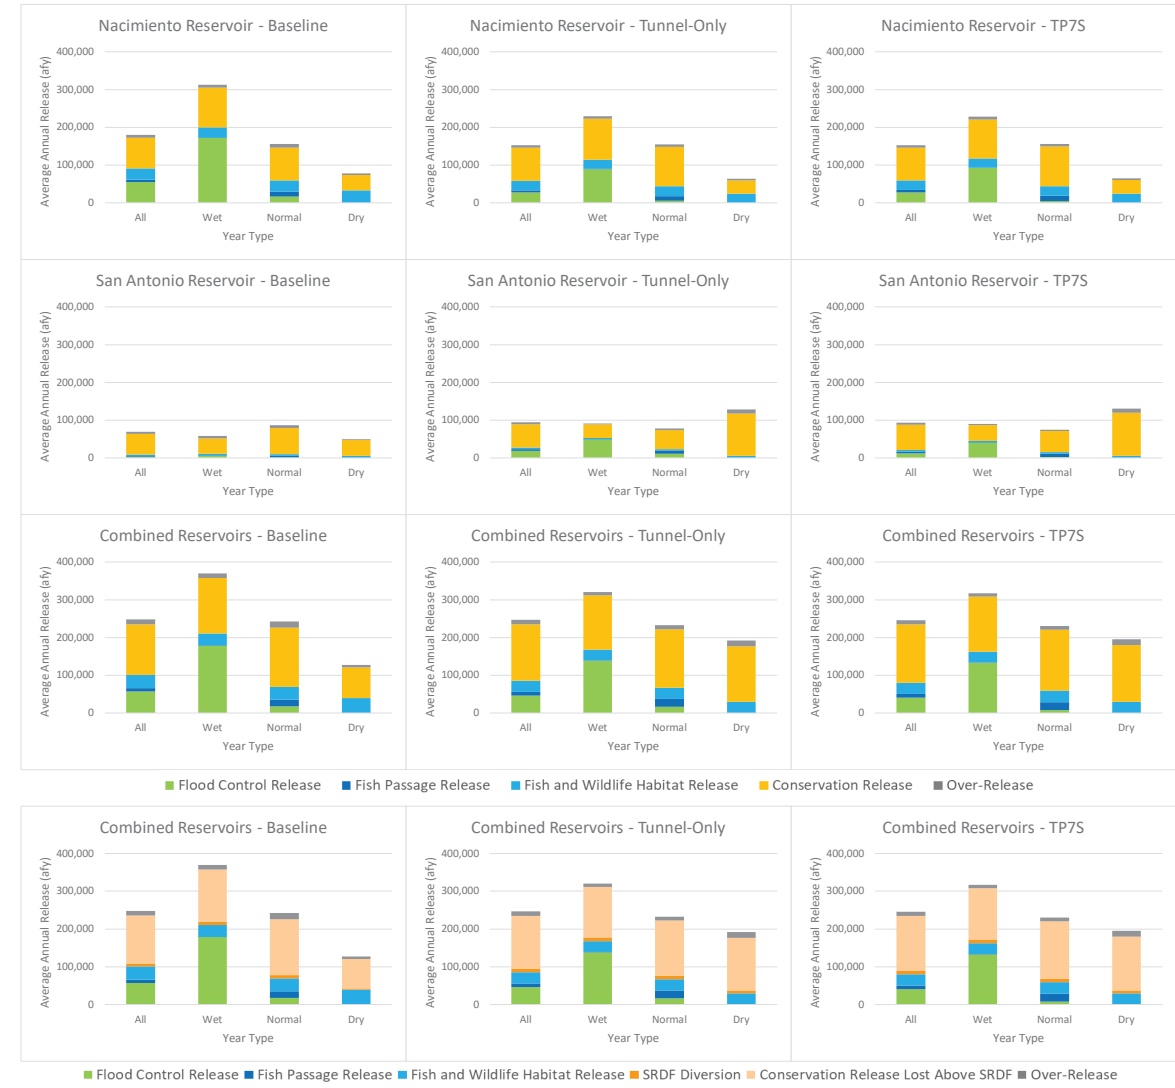 Nacimiento Reservoir - Baseline
Average Annual Release (afy)
400,000
300,000
200,000
100,000
0
All Wet Normal Dry
Year Type
Nacimiento Reservoir - Tunnel-Only
Average Annual Release (afy)
400,000
300,000
200,000
100,000
0
All Wet Normal Dry
Year Type
Nacimiento Reservoir - TP7S
Average Annual Release (afy)
400,000
300,000
200,000
100,000
0
All Wet Normal Dry
Year Type
San Antonio Reservoir - Baseline
Average Annual Release (afy)
400,000
300,000
200,000
100,000
0
All Wet Normal Dry
Year Type
San Antonio Reservoir - Tunnel-Only
Average Annual Release (afy)
400,000
300,000
200,000
100,000
0
All Wet Normal Dry
Year Type
San Antonio Reservoir - TP7S
Average Annual Release (afy)
400,000
300,000
200,000
100,000
0
All Wet Normal Dry
Year Type
Combined Reservoirs - Baseline
Average Annual Release (afy)
400,000
300,000
200,000
100,000
0
All Wet Normal Dry
Year Type
Combined Reservoirs - Tunnel-Only
Average Annual Release (afy)
400,000
300,000
200,000
100,000
0
All Wet Normal Dry
Year Type
Combined Reservoirs - TP7S
Average Annual Release (afy)
400,000
300,000
200,000
100,000
0
All Wet Normal Dry
Year Type
Flood Control Release Fish Passage Release Fish and Wildlife Habitat Release Conservation Release Over-Release
Combined Reservoirs - Baseline
Average Annual Release (afy)
400,000
300,000
200,000
100,000
0
All Wet Normal Dry
Year Type
Combined Reservoirs - Tunnel-Only
Average Annual Release (afy)
400,000
300,000
200,000
100,000
0
All Wet Normal Dry
Year Type
Combined Reservoirs - TP7S
Average Annual Release (afy)
400,000
300,000
200,000
100,000
0
All Wet Normal Dry
Year Type
Flood Control Release Fish Passage Release Fish and Wildlife Habitat Release SRDF Diversion Conservation Release Lost Above SRDF Over-Release